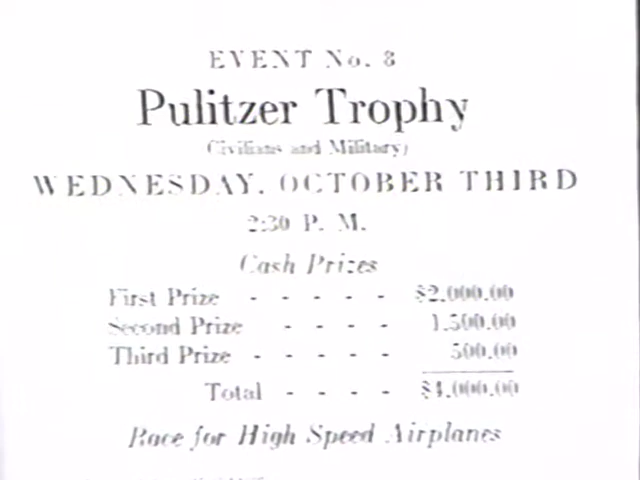 EVENT No. 8
Pulitzer Trophy
(Civilians and Military)
WEDNESDAY, OCTOBER THIRD
2:30 P. M.
Cash Prizes
First Prize - - - - - $2,000.00
Second Prize - - - - 1,500.00
Third Prize - - - - - 500.00
Total - - - - $4,000.00
Race for High Speed Airplanes